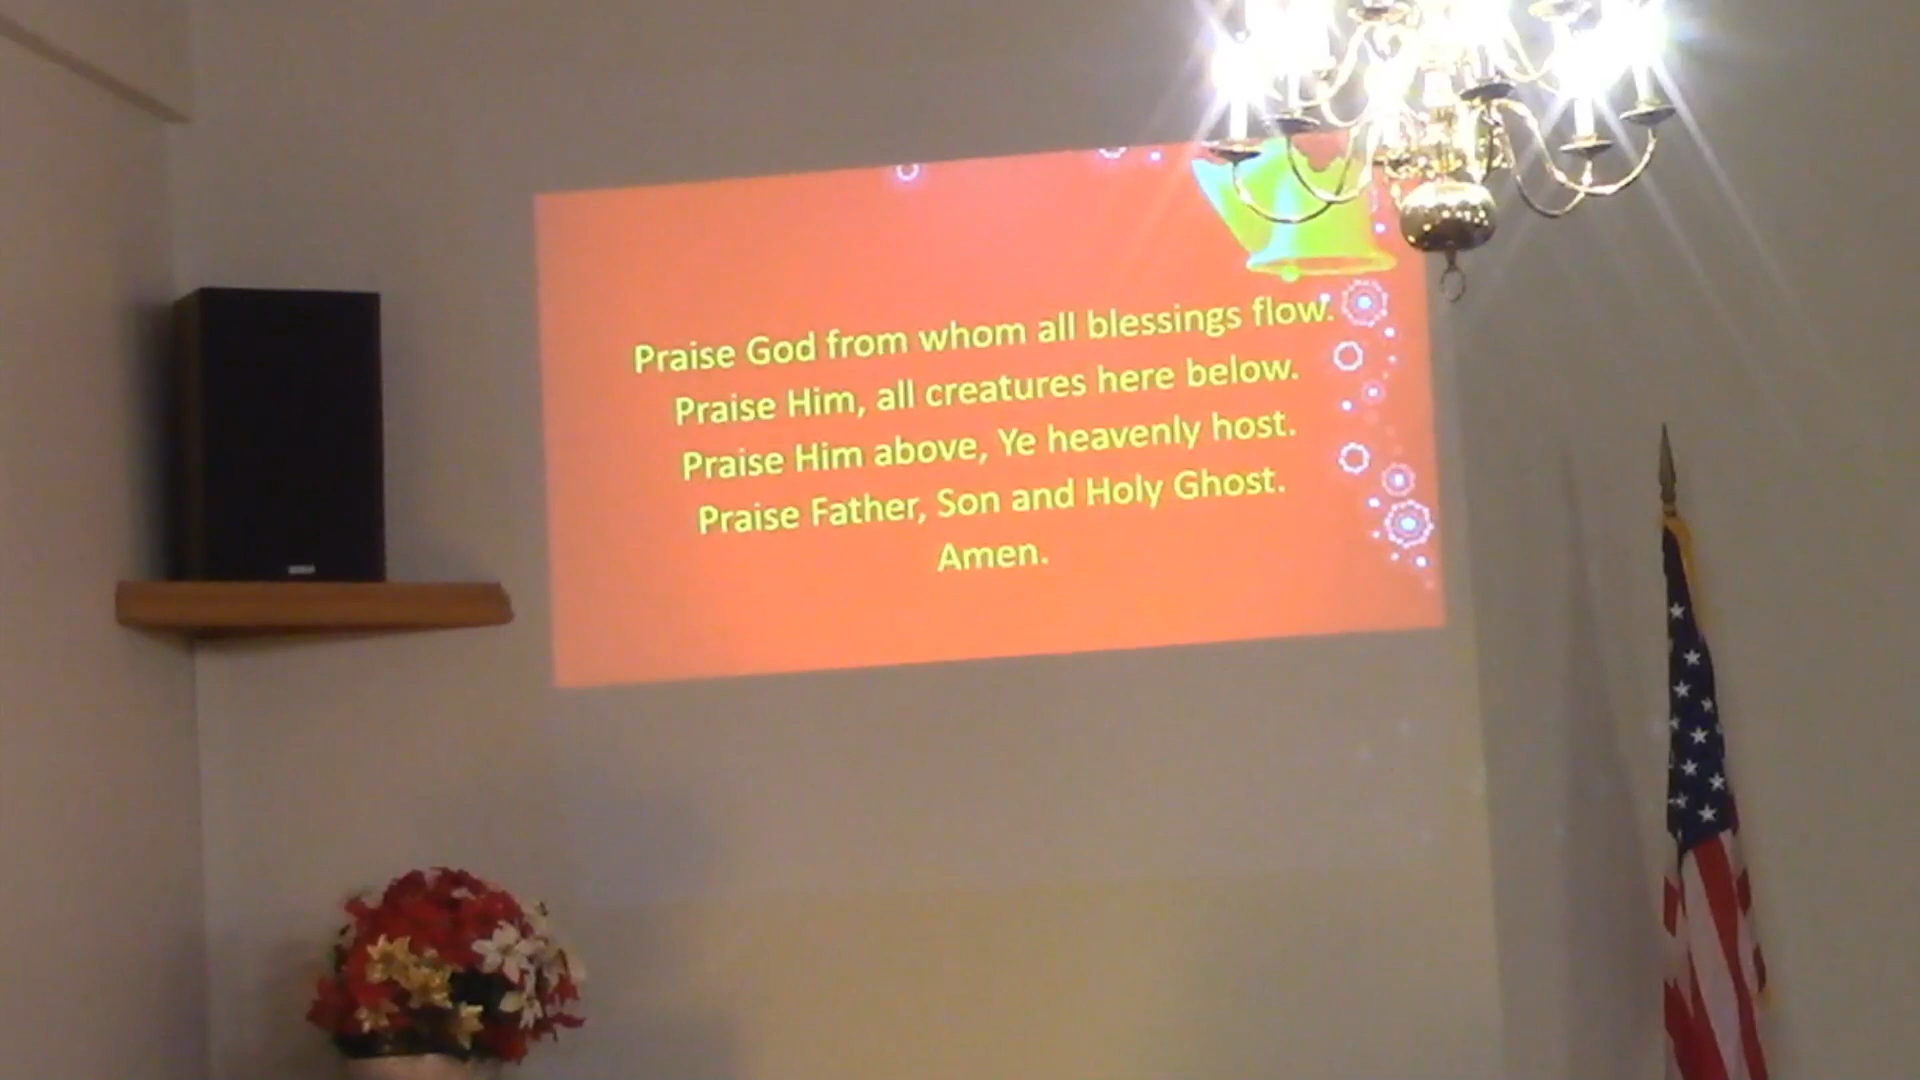 Praise God from whom all blessings flow.
Praise Him, all creatures here below.
Praise Him above, Ye heavenly host.
Praise Father, Son and Holy Ghost.
Amen.